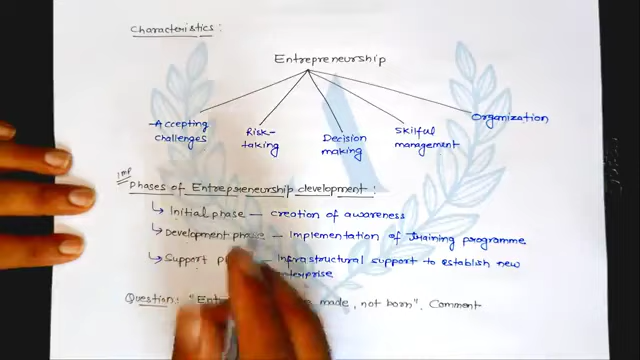 Characteristics:
Entrepreneurship
Accepting challenges
Risk-taking
Decision making
Skilful management
Organization
IMP
Phases of Entrepreneurship development:
↳ Initial phase — creation of awareness
↳ Development phase — Implementation of training programme
↳ Support — Infrastructural support to establish new
enterprise
Question: " made, not born". Comment